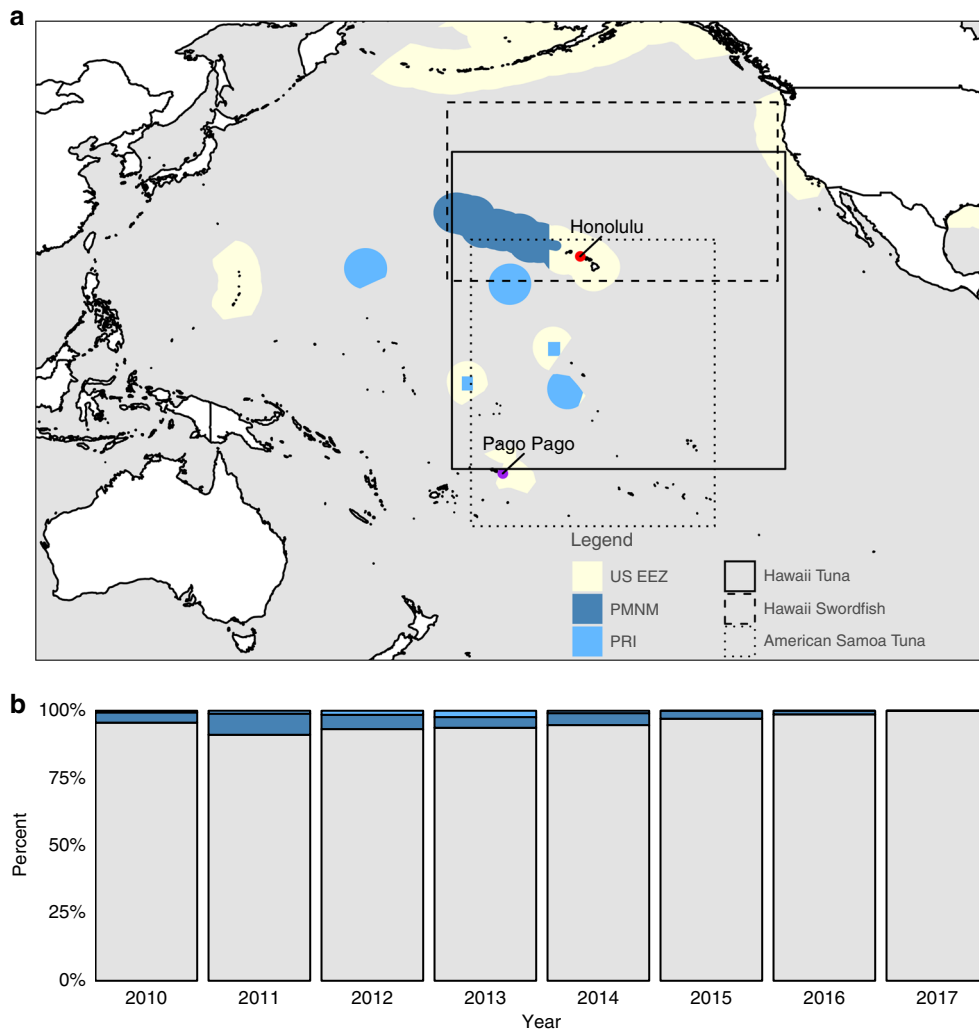 a
Honolulu
Pago Pago
Legend
US EEZ
PMNM
PRI
Hawaii Tuna
Hawaii Swordfish
American Samoa Tuna
b
100%
75%
50%
25%
0%
Percent
2010 2011 2012 2013 2014 2015 2016 2017
Year